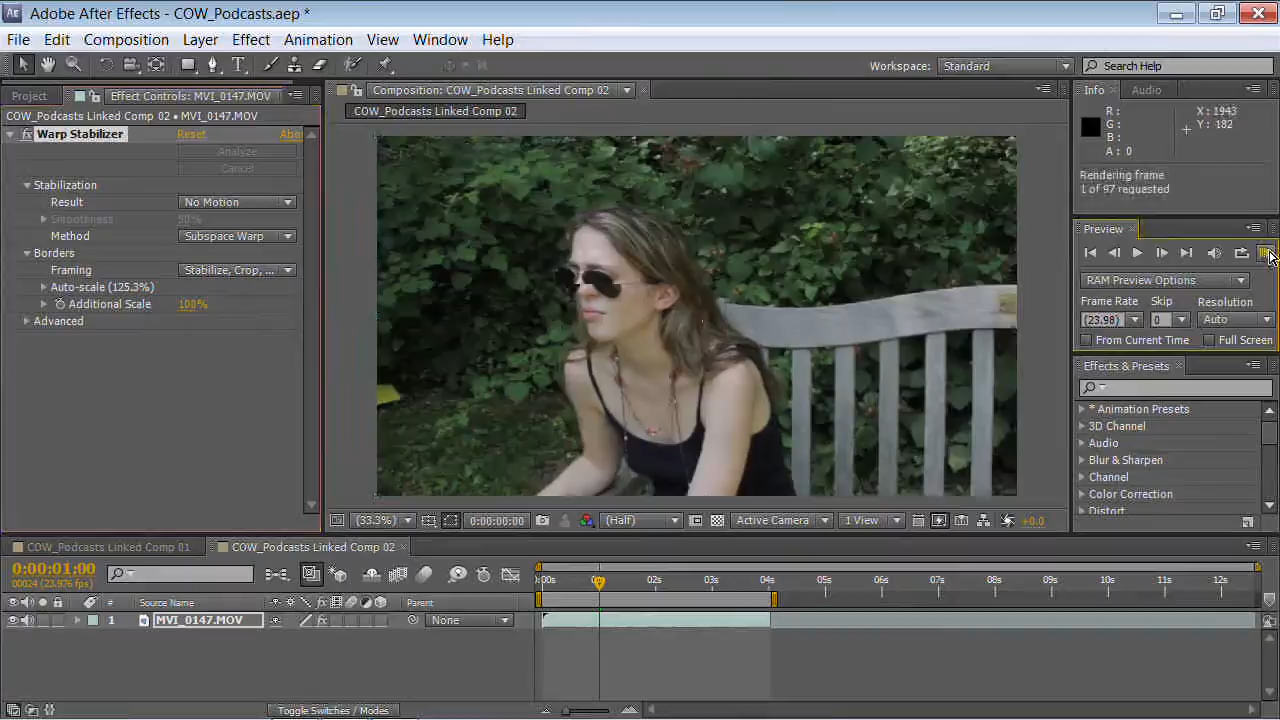 Ae Adobe After Effects - COW_Podcasts.aep *
File Edit Composition Layer Effect Animation View Window Help
T Workspace: Standard Search Help
Project Effect Controls: MVI_0147.MOV
COW_Podcasts Linked Comp 02 • MVI_0147.MOV
fx Warp Stabilizer Reset Abo
Analyze
Cancel
Stabilization
Result No Motion
Smoothness 50%
Method Subspace Warp
Borders
Framing Stabilize, Crop, ...
Auto-scale (125.3%)
Additional Scale 100%
Advanced
Composition: COW_Podcasts Linked Comp 02
COW_Podcasts Linked Comp 02
(33.3%) 0:00:00:00 (Half) Active Camera 1 View +0.0
Info Audio
R : X : 1943
G : Y : -182
B :
A : 0
Rendering frame
1 of 97 requested
Preview
RAM Preview Options
Frame Rate Skip Resolution
(23.98) 0 Auto
From Current Time Full Screen
Effects & Presets
* Animation Presets
3D Channel
Audio
Blur & Sharpen
Channel
Color Correction
Distort
COW_Podcasts Linked Comp 01 COW_Podcasts Linked Comp 02
0:00:01:00
00024 (23.976 fps)
:00s 02s 03s 04s 05s 06s 07s 08s 09s 10s 11s 12s
# Source Name fx Parent
1 MVI_0147.MOV fx None
Toggle Switches / Modes